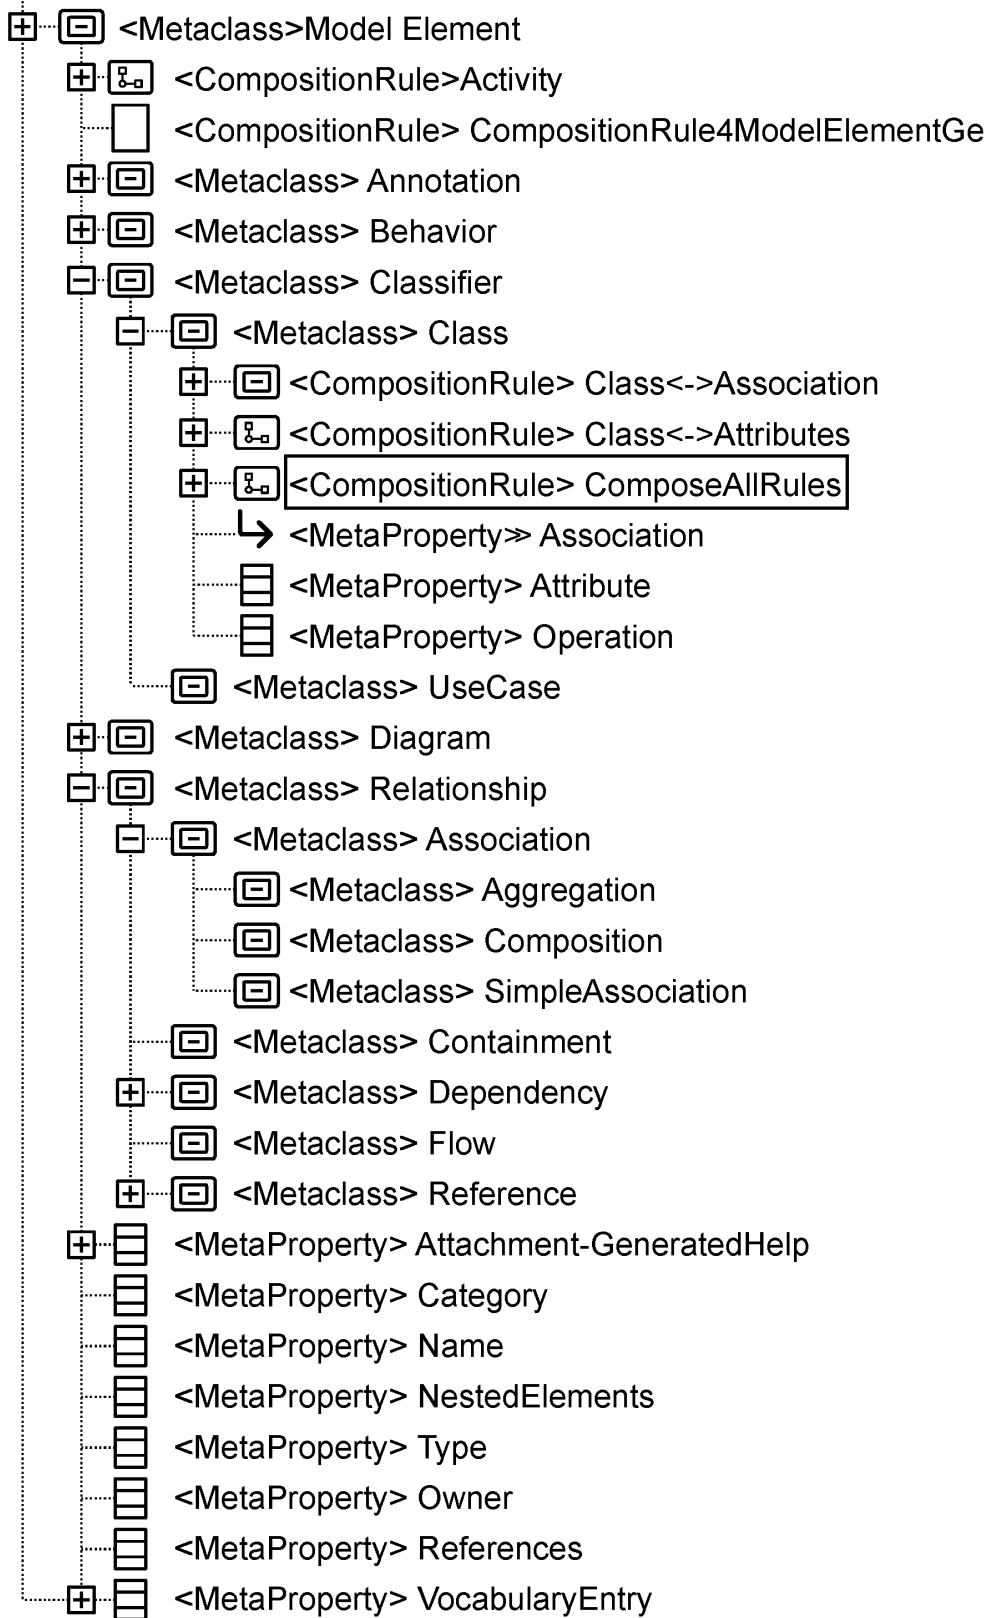 <Metaclass>Model Element
<CompositionRule>Activity
<CompositionRule> CompositionRule4ModelElementGe
<Metaclass> Annotation
<Metaclass> Behavior
<Metaclass> Classifier
<Metaclass> Class
<CompositionRule> Class<->Association
<CompositionRule> Class<->Attributes
<CompositionRule> ComposeAllRules
<MetaProperty>> Association
<MetaProperty> Attribute
<MetaProperty> Operation
<Metaclass> UseCase
<Metaclass> Diagram
<Metaclass> Relationship
<Metaclass> Association
<Metaclass> Aggregation
<Metaclass> Composition
<Metaclass> SimpleAssociation
<Metaclass> Containment
<Metaclass> Dependency
<Metaclass> Flow
<Metaclass> Reference
<MetaProperty> Attachment-GeneratedHelp
<MetaProperty> Category
<MetaProperty> Name
<MetaProperty> NestedElements
<MetaProperty> Type
<MetaProperty> Owner
<MetaProperty> References
<MetaProperty> VocabularyEntry